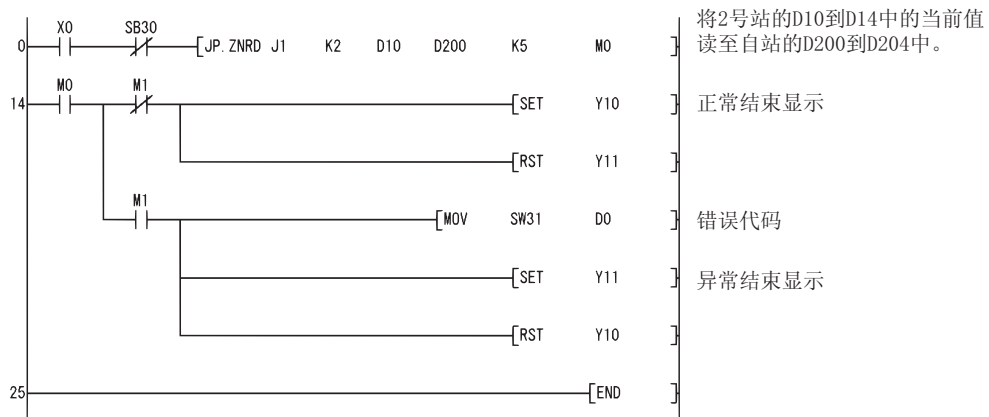 X0 SB30 将2号站的D10到D14中的当前值
0 [JP.ZNRD J1 K2 D10 D200 K5 M0 ] 读至自站的D200到D204中。
M0 M1
14 [SET Y10 ] 正常结束显示
[RST Y11 ]
M1
[MOV SW31 D0 ] 错误代码
[SET Y11 ] 异常结束显示
[RST Y10 ]
25 [END ]